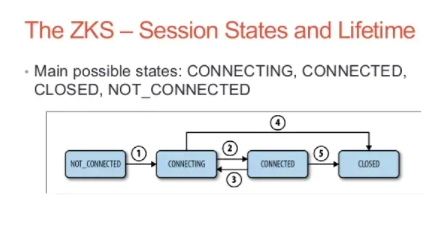 The ZKS – Session States and Lifetime
• Main possible states: CONNECTING, CONNECTED,
CLOSED, NOT_CONNECTED
4
NOT_CONNECTED 1 CONNECTING 2 CONNECTED 5 CLOSED
3